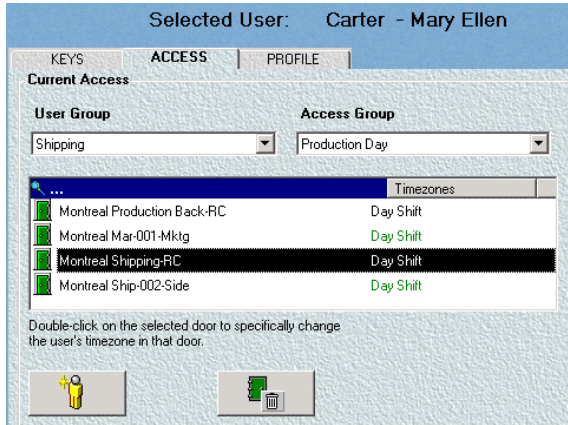 Selected User: Carter - Mary Ellen
KEYS ACCESS PROFILE
Current Access
User Group Access Group
Shipping Production Day
... Timezones
Montreal Production Back-RC Day Shift
Montreal Mar-001-Mktg Day Shift
Montreal Shipping-RC Day Shift
Montreal Ship-002-Side Day Shift
Double-click on the selected door to specifically change
the user's timezone in that door.